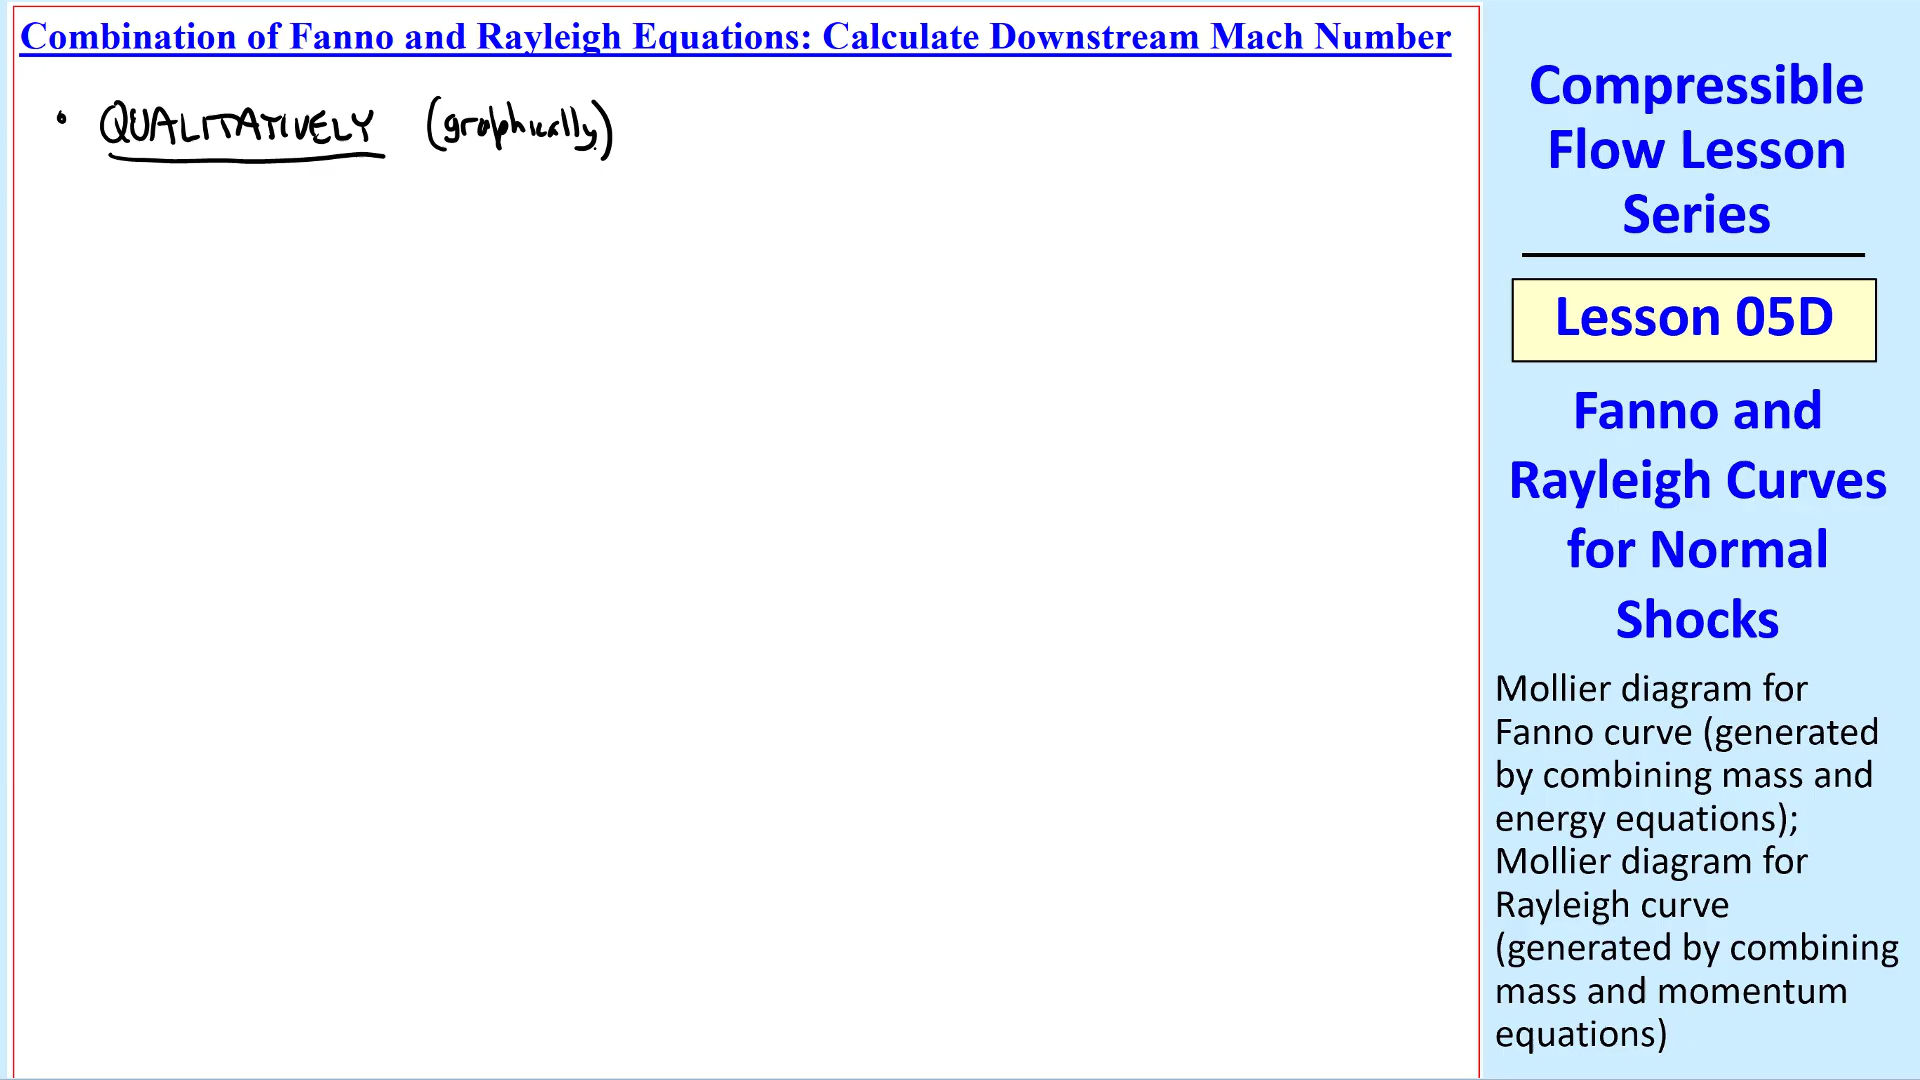 Combination of Fanno and Rayleigh Equations: Calculate Downstream Mach Number
• QUALITATIVELY (graphically)
Compressible
Flow Lesson
Series
Lesson 05D
Fanno and
Rayleigh Curves
for Normal
Shocks
Mollier diagram for
Fanno curve (generated
by combining mass and
energy equations);
Mollier diagram for
Rayleigh curve
(generated by combining
mass and momentum
equations)